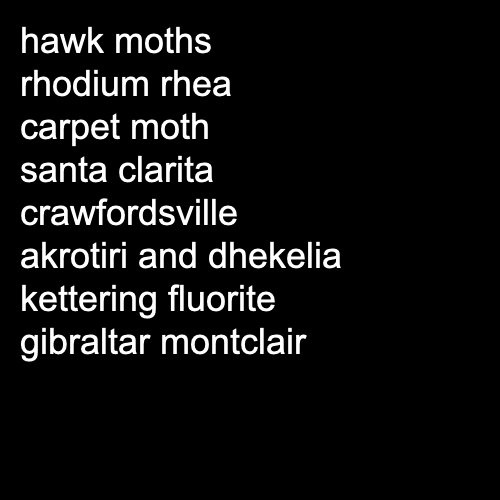 hawk moths
rhodium rhea
carpet moth
santa clarita
crawfordsville
akrotiri and dhekelia
kettering fluorite
gibraltar montclair